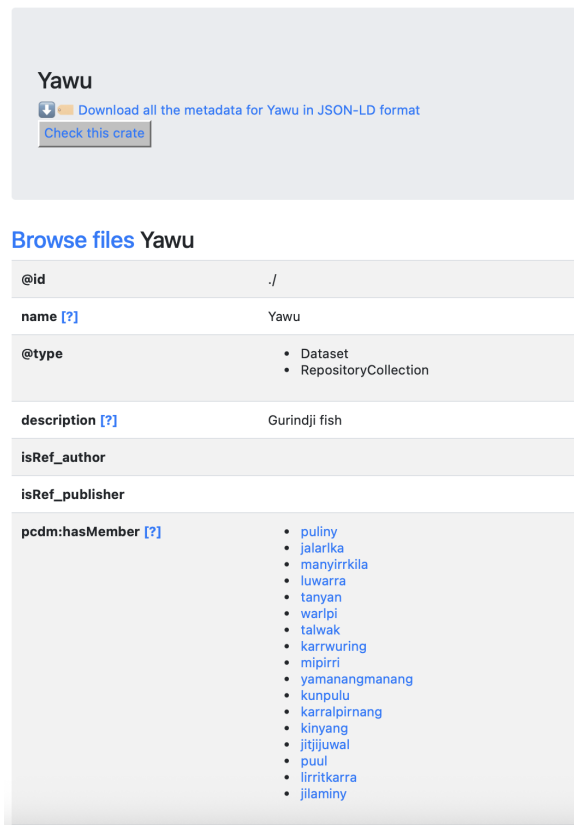 Yawu
Download all the metadata for Yawu in JSON-LD format
Check this crate
Browse files Yawu
@id ./
name [?] Yawu
@type
• Dataset
• RepositoryCollection
description [?] Gurindji fish
isRef_author
isRef_publisher
pcdm:hasMember [?]
• puliny
• jalarlka
• manyirrkila
• luwarra
• tanyan
• warlpi
• talwak
• karrwuring
• mipirri
• yamanangmanang
• kunpulu
• karralpirnang
• kinyang
• jitjijuwal
• puul
• lirritkarra
• jilaminy